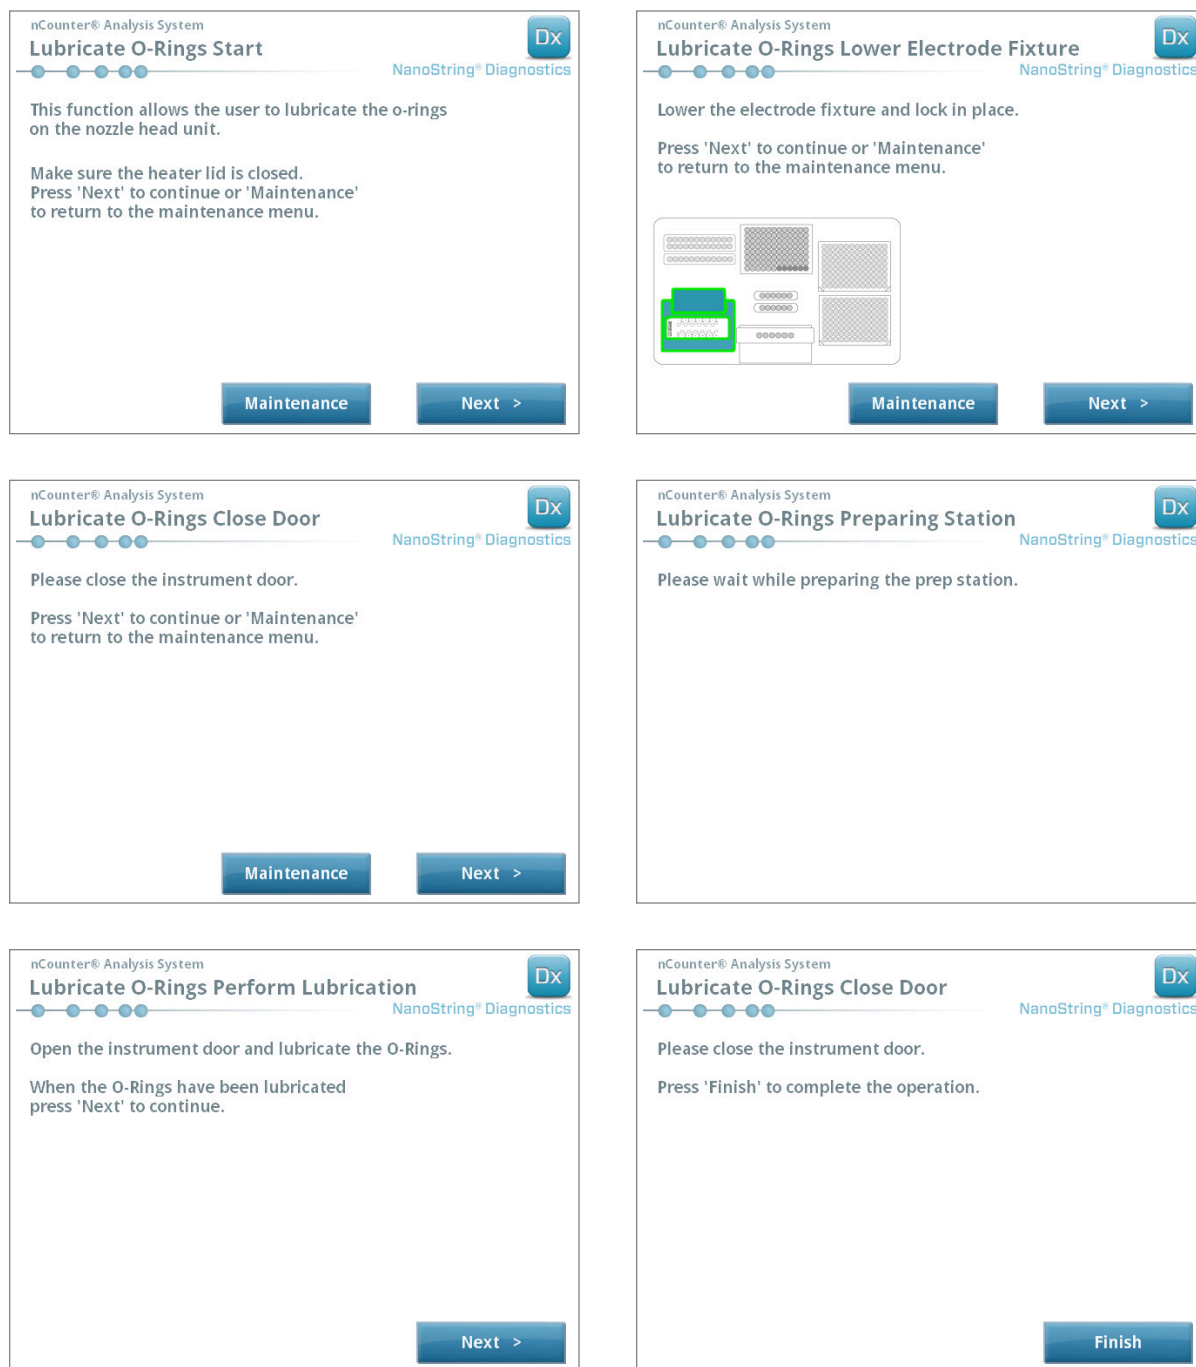 nCounter® Analysis System
Lubricate O-Rings Start
Dx
NanoString® Diagnostics
This function allows the user to lubricate the o-rings
on the nozzle head unit.
Make sure the heater lid is closed.
Press 'Next' to continue or 'Maintenance'
to return to the maintenance menu.
Maintenance
Next >
nCounter® Analysis System
Lubricate O-Rings Lower Electrode Fixture
Dx
NanoString® Diagnostics
Lower the electrode fixture and lock in place.
Press 'Next' to continue or 'Maintenance'
to return to the maintenance menu.
Maintenance
Next >
nCounter® Analysis System
Lubricate O-Rings Close Door
Dx
NanoString® Diagnostics
Please close the instrument door.
Press 'Next' to continue or 'Maintenance'
to return to the maintenance menu.
Maintenance
Next >
nCounter® Analysis System
Lubricate O-Rings Preparing Station
Dx
NanoString® Diagnostics
Please wait while preparing the prep station.
nCounter® Analysis System
Lubricate O-Rings Perform Lubrication
Dx
NanoString® Diagnostics
Open the instrument door and lubricate the O-Rings.
When the O-Rings have been lubricated
press 'Next' to continue.
Next >
nCounter® Analysis System
Lubricate O-Rings Close Door
Dx
NanoString® Diagnostics
Please close the instrument door.
Press 'Finish' to complete the operation.
Finish